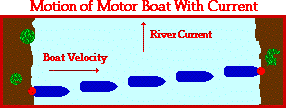 Motion of Motor Boat With Current
River Current
Boat Velocity